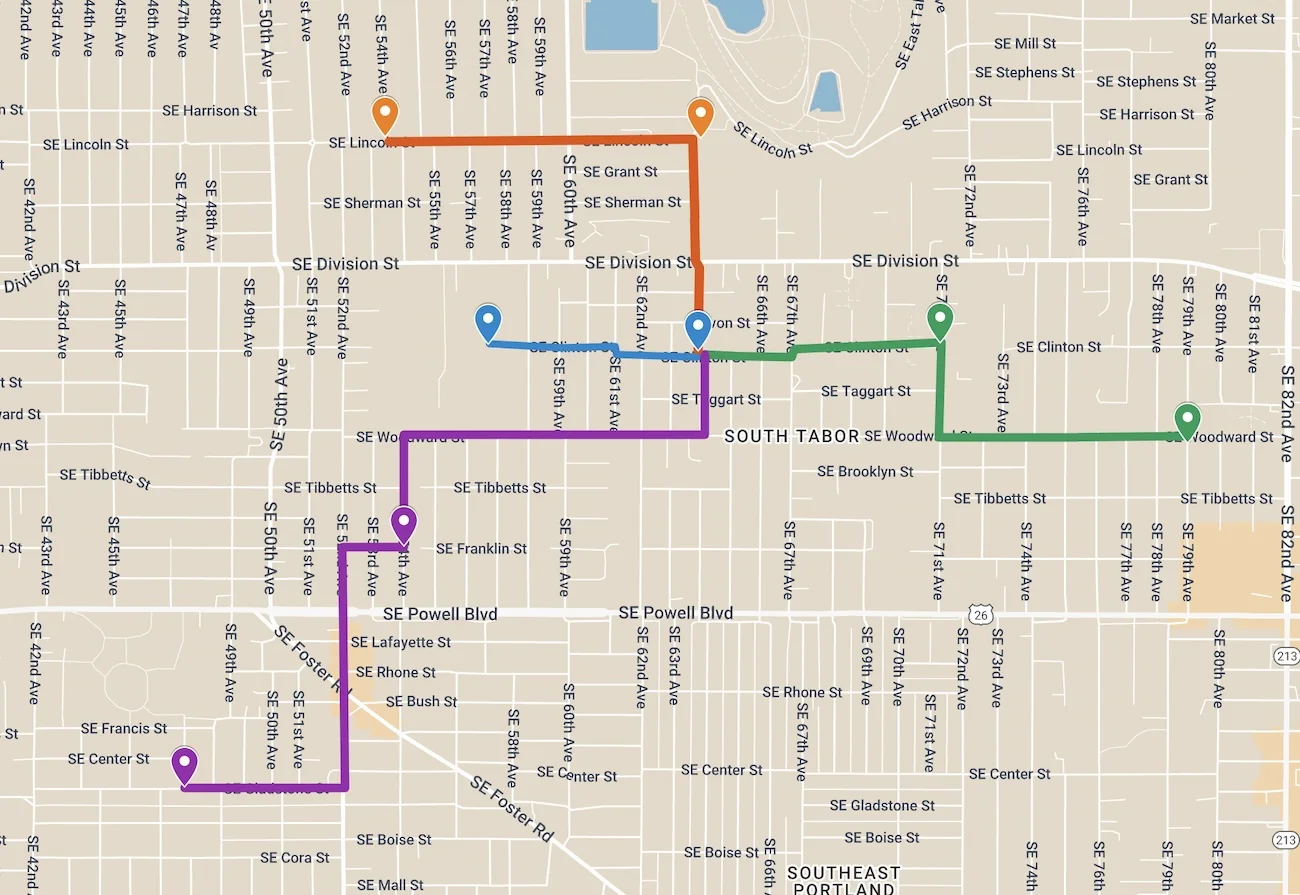 42nd Ave
43rd Ave
44th Ave
45th Ave
46th Ave
47th Ave
48th Av
SE 50th Ave
st Ave
SE 52nd Ave
SE 54th Ave
SE 56th Ave
SE 57th Ave
58th Ave
SE 59th Ave
SE Market St
SE Mill St
SE Stephens St
SE Stephens St
SE 80th Ave
n St
SE Harrison St
SE Harrison St
SE Harrison St
SE Lincoln St
SE Lincoln St
SE Lincoln St
SE Lincoln St
SE Lincoln St
SE Grant St
SE Grant St
SE 42nd Ave
SE 47th Ave
SE 48th Av
SE Sherman St
SE 55th Ave
SE 57th Ave
SE 58th Ave
SE 59th Ave
SE 60th Ave
SE Sherman St
SE 72nd Ave
SE 76th Ave
Division St
SE Division St
SE Division St
SE Division St
SE 43rd Ave
SE 45th Ave
SE 49th Ave
SE 51st Ave
SE 52nd Ave
SE 62nd Av
SE 66th Ave
SE 67th Ave
SE 7
SE 78th Ave
SE 79th Ave
SE 80th Ave
SE 81st Ave
von St
SE Clinton St
SE Clinton St
SE Clinton St
SE Clinton St
SE 50th Ave
SE 59th Av
SE 61st Ave
SE 73rd Ave
SE 82nd Ave
t St
SE Taggart St
SE Taggart St
vard St
SE Woodward St
SOUTH TABOR
SE Woodw
Woodward St
n St
SE Brooklyn St
SE Tibbetts St
SE Tibbetts St
SE Tibbetts St
SE Tibbetts St
SE Tibbetts St
SE 43rd Ave
SE 45th Ave
SE 50th Ave
SE 51st Ave
SE 59th Ave
SE 67th Ave
SE 71st Ave
SE 74th Ave
SE 77th Ave
SE 78th Ave
SE 79th Ave
SE 82nd Ave
n St
SE Franklin St
SE Powell Blvd
SE Powell Blvd
26
SE 42nd Ave
SE 49th Ave
SE Foster Rd
SE Lafayette St
SE 62nd Ave
SE 63rd Ave
SE 69th Ave
SE 70th Ave
SE 72nd Ave
SE 73rd Ave
SE 80th Ave
213
SE Rhone St
SE Rhone St
SE Bush St
SE 50th Ave
SE 51st Ave
SE 58th Ave
SE 60th Ave
SE 67th Ave
SE 71st Ave
SE Francis St
St
SE Center St
SE Center St
SE Center St
SE Center St
SE Gladstone St
SE Foster Rd
SE Gladstone St
SE Boise St
SE Boise St
SE Boise St
213
SE 42nd A
SE Cora St
SE 66th A
SE 74th
SE 76th
SE 79th
SE 80th
SE Mall St
SOUTHEAST
PORTLAND